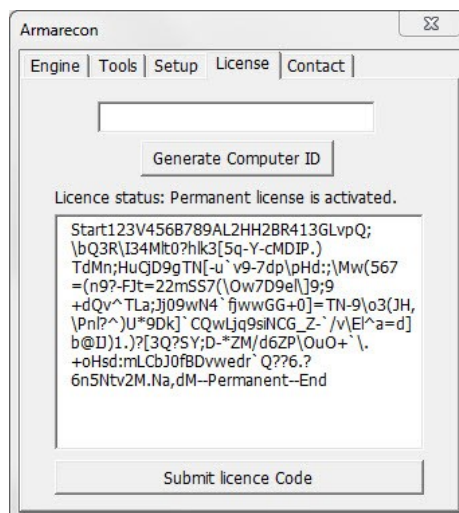 Armarecon
Engine Tools Setup License Contact
Generate Computer ID
Licence status: Permanent license is activated.
Start123V456B789AL2HH2BR413GLvpQ;
\bQ3R\I34Mlt0?hlk3[5q-Y-cMDIP.)
TdMn;HuCjD9gTN[-u`v9-7dp\pHd:;\Mw(567
=(n9?-FJt=22mSS7(\Ow7D9el\]9;9
+dQv^TLa;Jj09wN4`fjwwGG+0]=TN-9\o3(JH,
\Pnl?^)U*9Dk]`CQwLjq9siNCG_Z-`/v\El^a=d]
b@IJ)1.)?[3Q?SY;D-*ZM/d6ZP\OuO+`\.
+oHsd:mLCbJ0fBDvwedr`Q??6.?
6n5Ntv2M.Na,dM--Permanent--End
Submit licence Code